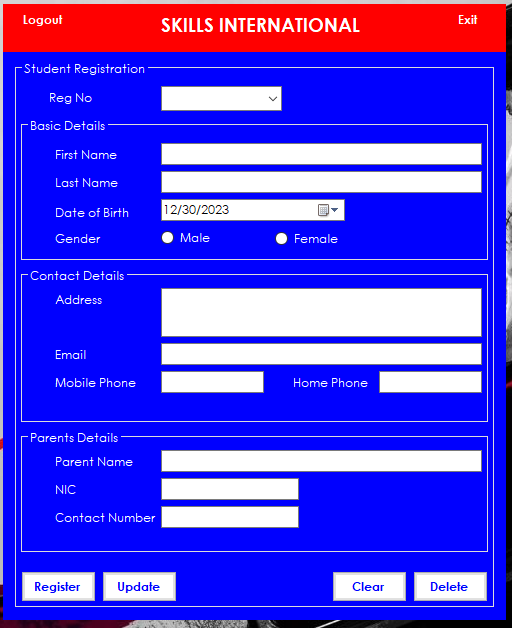 Logout SKILLS INTERNATIONAL Exit
Student Registration
Reg No
Basic Details
First Name
Last Name
Date of Birth 12/30/2023
Gender Male Female
Contact Details
Address
Email
Mobile Phone Home Phone
Parents Details
Parent Name
NIC
Contact Number
Register Update Clear Delete